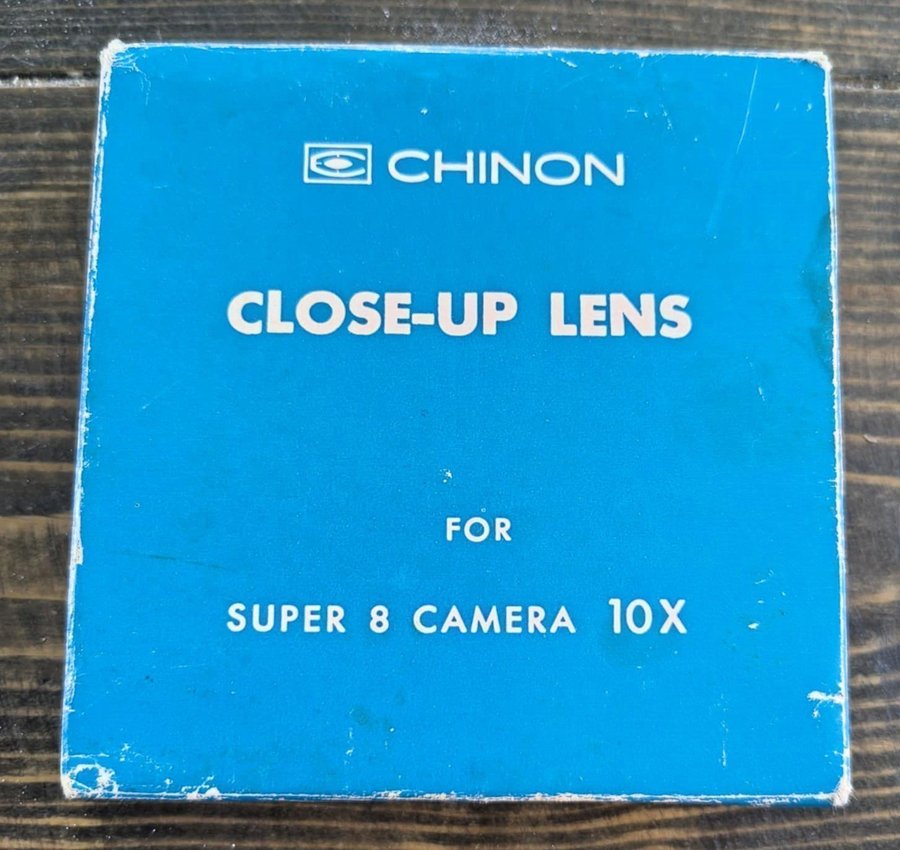 CHINON
CLOSE-UP LENS
FOR
SUPER 8 CAMERA 10X